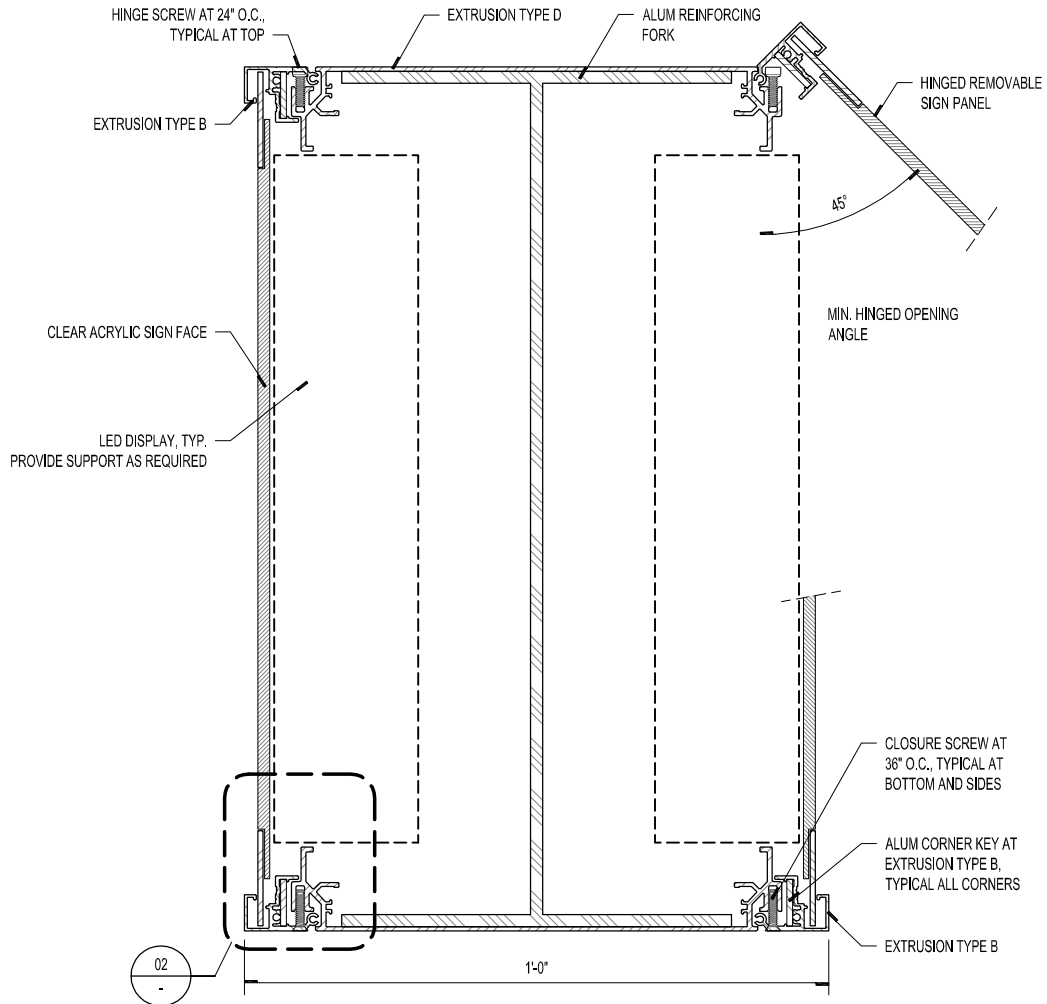 HINGE SCREW AT 24" O.C.,
TYPICAL AT TOP
EXTRUSION TYPE D
ALUM REINFORCING
FORK
HINGED REMOVABLE
SIGN PANEL
EXTRUSION TYPE B
45°
CLEAR ACRYLIC SIGN FACE
MIN. HINGED OPENING
ANGLE
LED DISPLAY, TYP.
PROVIDE SUPPORT AS REQUIRED
CLOSURE SCREW AT
36" O.C., TYPICAL AT
BOTTOM AND SIDES
ALUM CORNER KEY AT
EXTRUSION TYPE B,
TYPICAL ALL CORNERS
EXTRUSION TYPE B
02
-
1'-0"